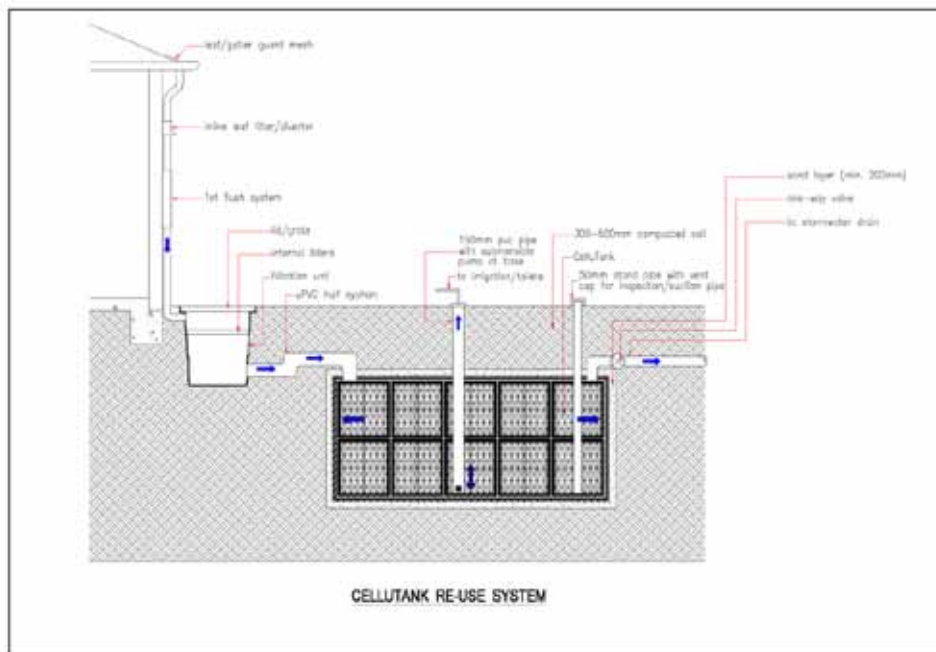 leaf/gutter guard mesh
inline leaf filter/diverter
1st flush system
lid/grate
internal filters
filtration unit
uPVC half syphon
150mm pvc pipe
with submersible
pump at base
to irrigation/toilets
300-600mm compacted soil
CelluTank
50mm stand pipe with vent
cap for inspection/suction pipe
sand layer (min. 200mm)
one-way valve
to stormwater drain
CELLUTANK RE-USE SYSTEM